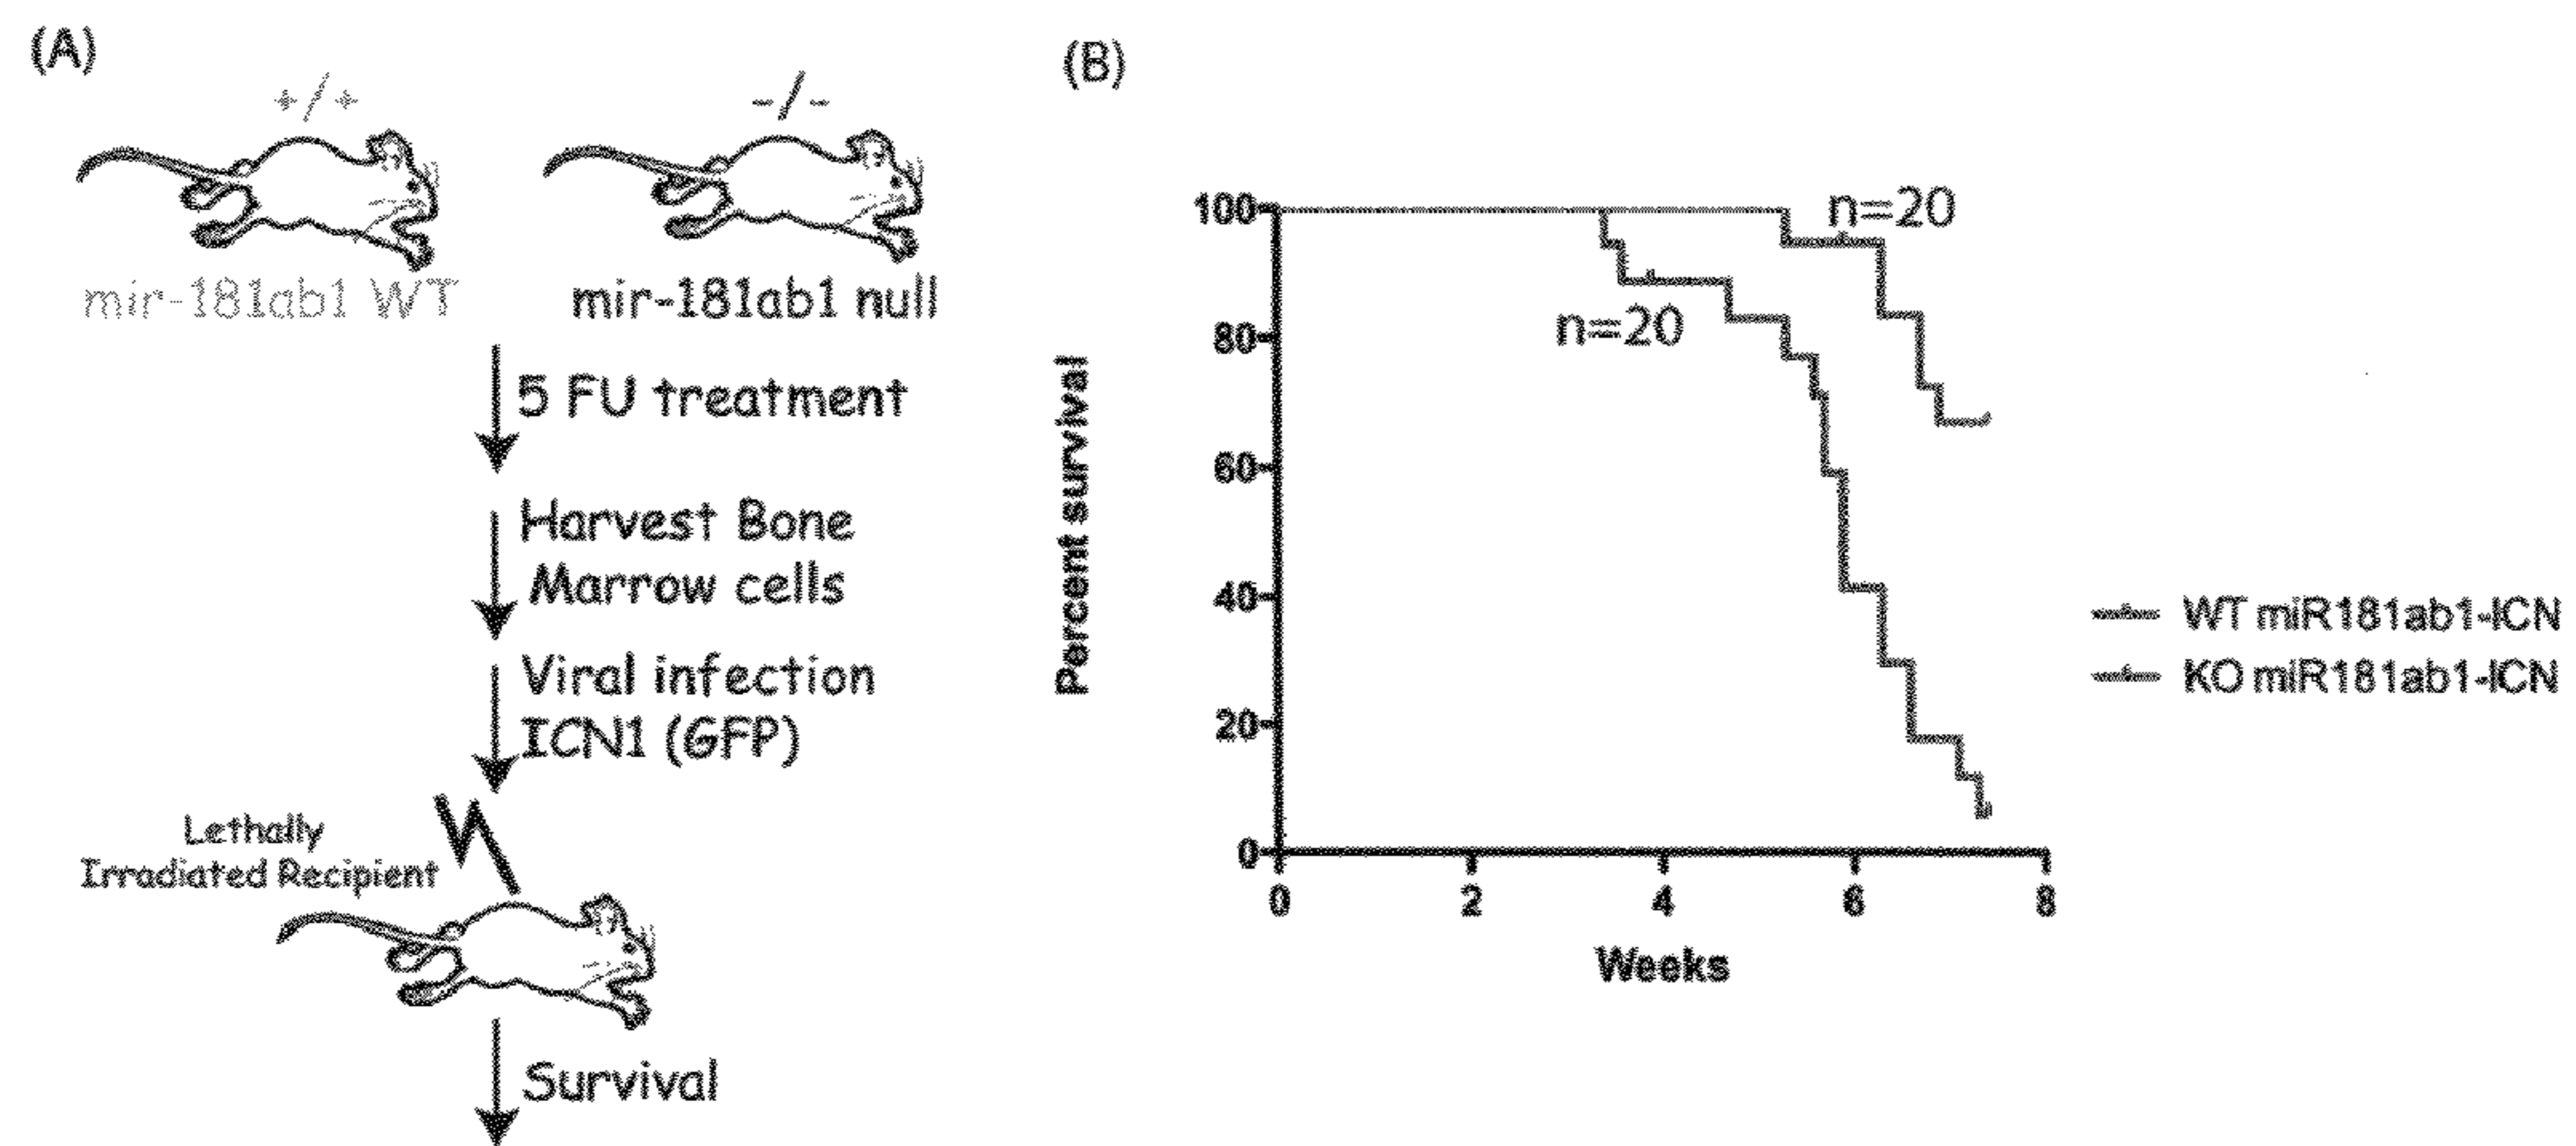 (A)
+/+
-/-
mir-181ab1 WT
mir-181ab1 null
5 FU treatment
Harvest Bone
Marrow cells
Viral infection
ICN1 (GFP)
Lethally
Irradiated Recipient
Survival
(B)
Percent survival
100
80
60
40
20
0
n=20
n=20
0 2 4 6 8
Weeks
WT miR181ab1-ICN
KO miR181ab1-ICN